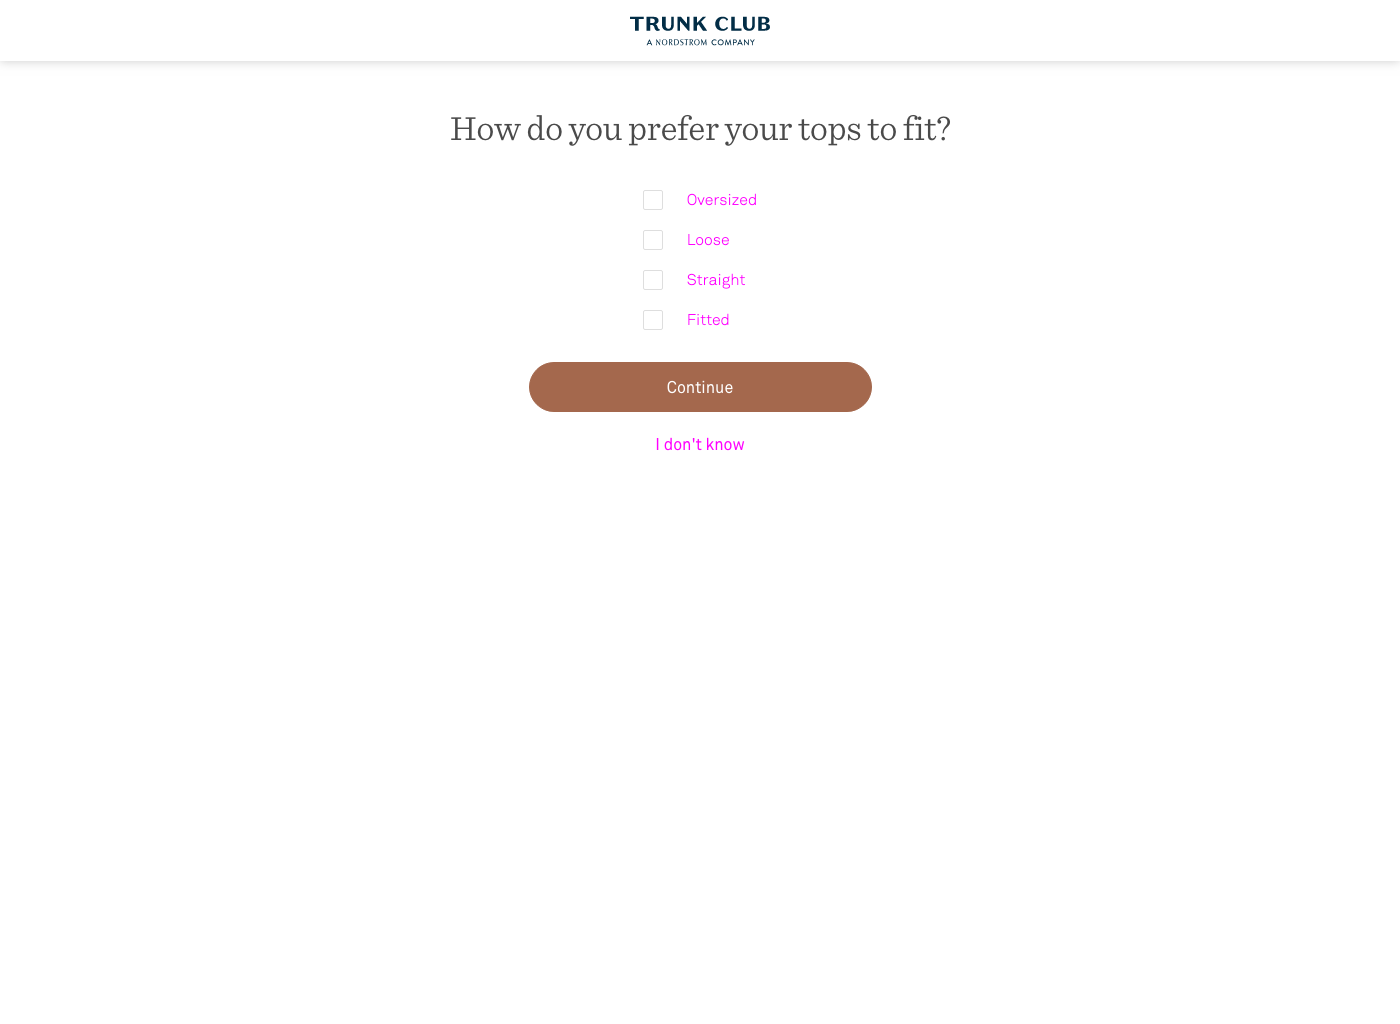 TRUNK CLUB
A NORDSTROM COMPANY
How do you prefer your tops to fit?
Oversized
Loose
Straight
Fitted
Continue
I don't know